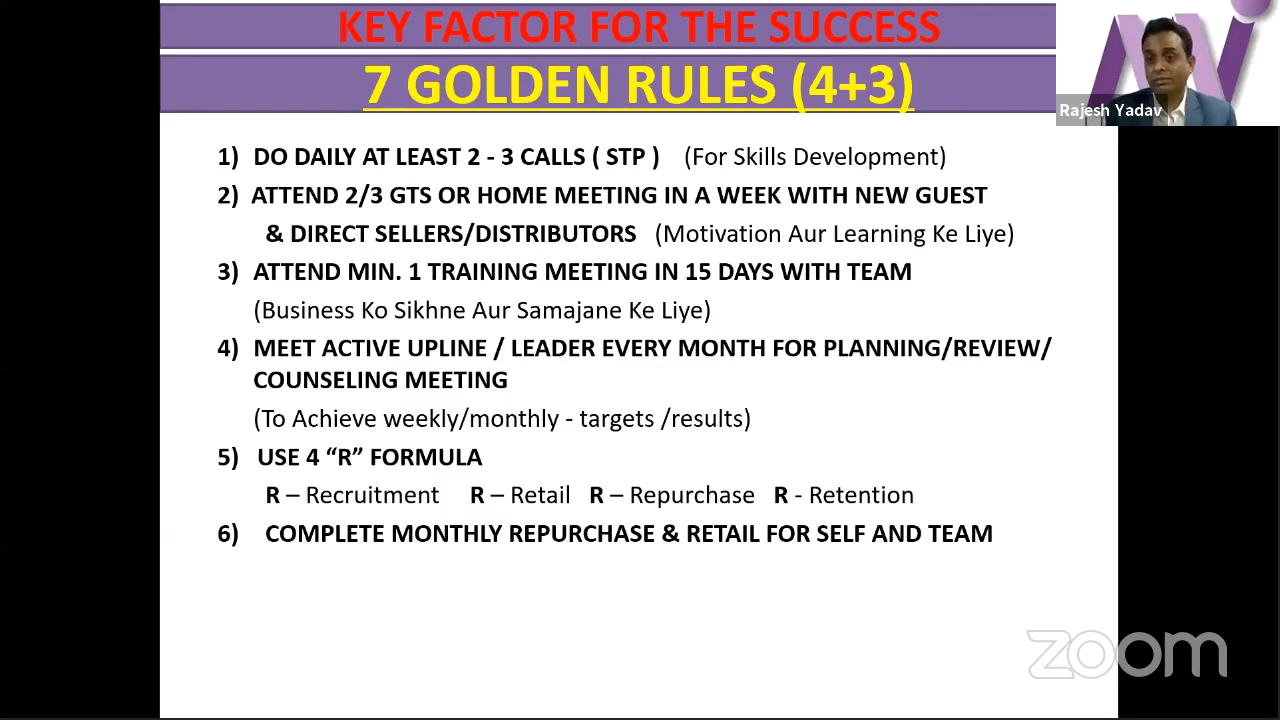 KEY FACTOR FOR THE SUCCESS
7 GOLDEN RULES (4+3)
Rajesh Yadav
1) DO DAILY AT LEAST 2 - 3 CALLS ( STP ) (For Skills Development)
2) ATTEND 2/3 GTS OR HOME MEETING IN A WEEK WITH NEW GUEST
& DIRECT SELLERS/DISTRIBUTORS (Motivation Aur Learning Ke Liye)
3) ATTEND MIN. 1 TRAINING MEETING IN 15 DAYS WITH TEAM
(Business Ko Sikhne Aur Samajane Ke Liye)
4) MEET ACTIVE UPLINE / LEADER EVERY MONTH FOR PLANNING/REVIEW/
COUNSELING MEETING
(To Achieve weekly/monthly - targets /results)
5) USE 4 “R” FORMULA
R – Recruitment R – Retail R – Repurchase R - Retention
6) COMPLETE MONTHLY REPURCHASE & RETAIL FOR SELF AND TEAM
zoom